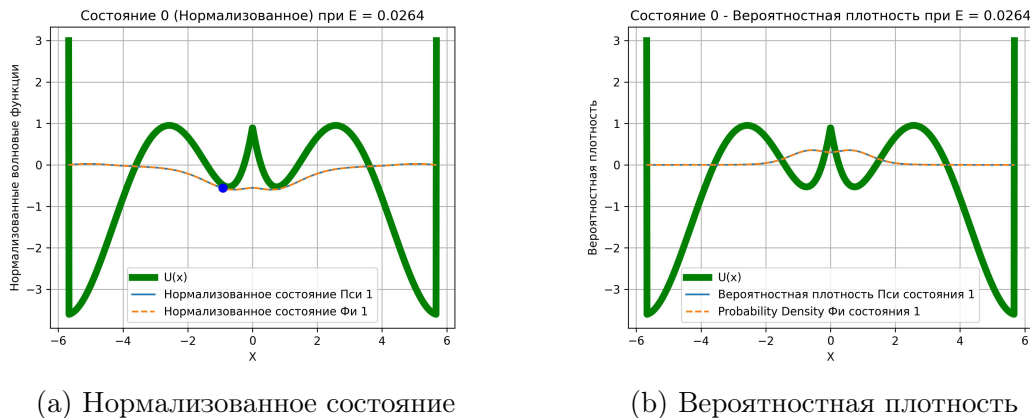 Состояние 0 (Нормализованное) при E = 0.0264
Нормализованные волновые функции
3
2
1
0
−1
−2
−3
U(x)
Нормализованное состояние Пси 1
Нормализованное состояние Фи 1
−6 −4 −2 0 2 4 6
X
(a) Нормализованное состояние
Состояние 0 - Вероятностная плотность при E = 0.0264
Вероятностная плотность
3
2
1
0
−1
−2
−3
U(x)
Вероятностная плотность Пси состояния 1
Probability Density Фи состояния 1
−6 −4 −2 0 2 4 6
X
(b) Вероятностная плотность